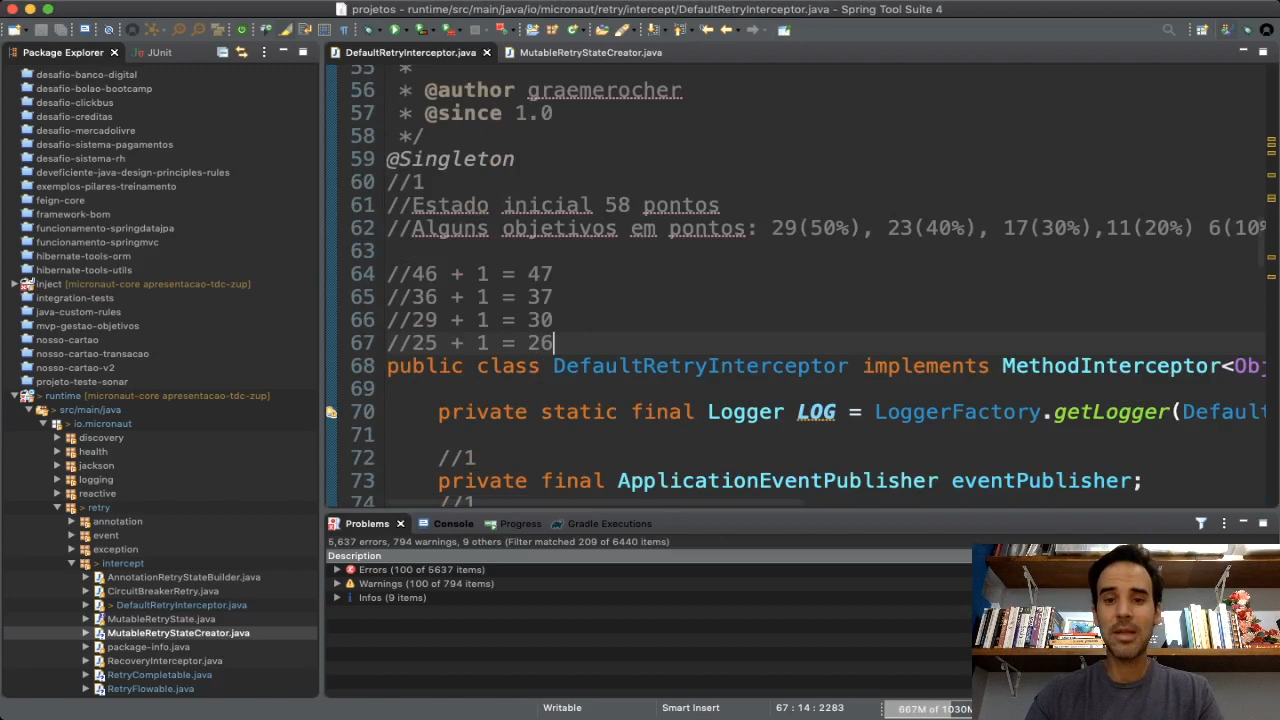 projetos - runtime/src/main/java/io/micronaut/retry/intercept/DefaultRetryInterceptor.java - Spring Tool Suite 4
Package Explorer
JUnit
desafio-banco-digital
desafio-bolao-bootcamp
desafio-clickbus
desafio-creditas
desafio-mercadolivre
desafio-sistema-pagamentos
desafio-sistema-rh
deveficiente-java-design-principles-rules
exemplos-pilares-treinamento
feign-core
framework-bom
funcionamento-springdatajpa
funcionamento-springmvc
hibernate-tools-orm
hibernate-tools-utils
inject [micronaut-core apresentacao-tdc-zup]
integration-tests
java-custom-rules
mvp-gestao-objetivos
nosso-cartao
nosso-cartao-transacao
nosso-cartao-v2
projeto-teste-sonar
> runtime [micronaut-core apresentacao-tdc-zup]
> src/main/java
> io.micronaut
discovery
health
jackson
logging
reactive
> retry
annotation
event
exception
> intercept
AnnotationRetryStateBuilder.java
CircuitBreakerRetry.java
> DefaultRetryInterceptor.java
MutableRetryState.java
MutableRetryStateCreator.java
package-info.java
RecoveryInterceptor.java
RetryCompletable.java
RetryFlowable.java
DefaultRetryInterceptor.java
MutableRetryStateCreator.java
55 *
56 * @author graemerocher
57 * @since 1.0
58 */
59 @Singleton
60 //1
61 //Estado inicial 58 pontos
62 //Alguns objetivos em pontos: 29(50%), 23(40%), 17(30%),11(20%) 6(10%
63
64 //46 + 1 = 47
65 //36 + 1 = 37
66 //29 + 1 = 30
67 //25 + 1 = 26
68 public class DefaultRetryInterceptor implements MethodInterceptor<Obj
69
70 private static final Logger LOG = LoggerFactory.getLogger(Default
71
72 //1
73 private final ApplicationEventPublisher eventPublisher;
74 //1
Problems
Console
Progress
Gradle Executions
5,637 errors, 794 warnings, 9 others (Filter matched 209 of 6440 items)
Description
Errors (100 of 5637 items)
Warnings (100 of 794 items)
Infos (9 items)
Writable
Smart Insert
67 : 14 : 2283
667M of 1030M